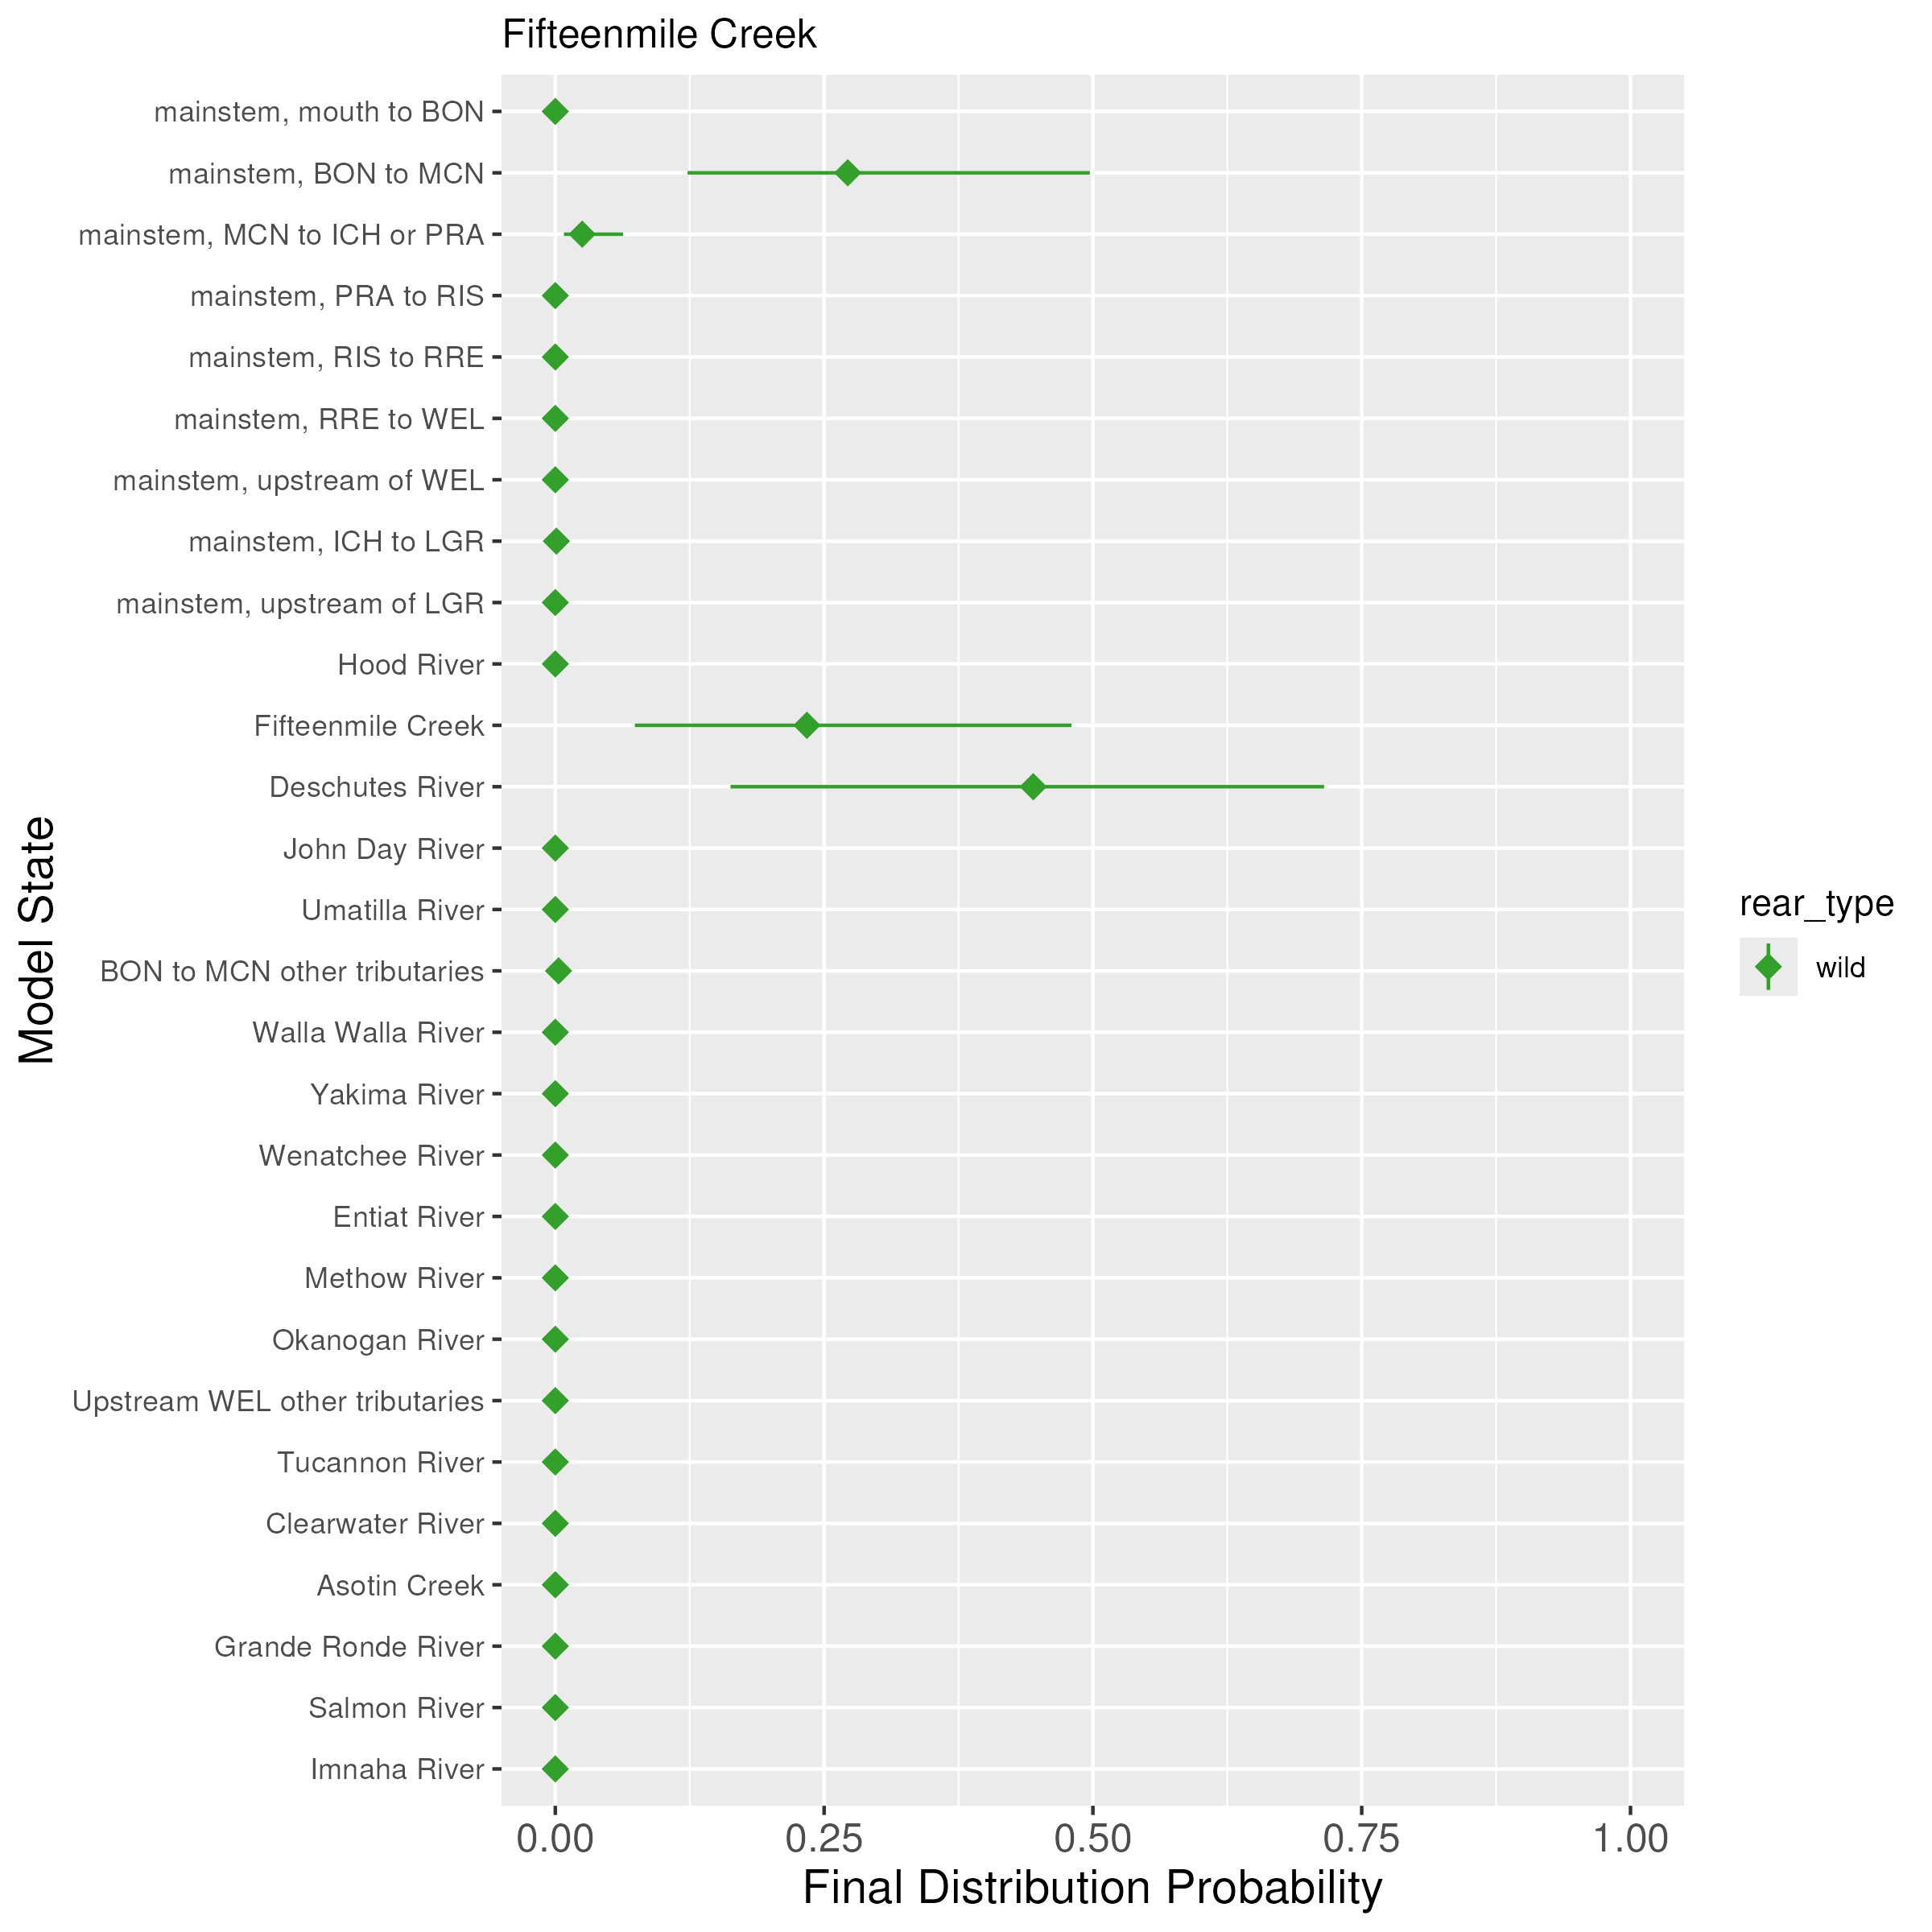 Fifteenmile Creek
mainstem, mouth to BON
mainstem, BON to MCN
mainstem, MCN to ICH or PRA
mainstem, PRA to RIS
mainstem, RIS to RRE
mainstem, RRE to WEL
mainstem, upstream of WEL
mainstem, ICH to LGR
mainstem, upstream of LGR
Hood River
Fifteenmile Creek
Deschutes River
John Day River
Umatilla River
BON to MCN other tributaries
Walla Walla River
Yakima River
Wenatchee River
Entiat River
Methow River
Okanogan River
Upstream WEL other tributaries
Tucannon River
Clearwater River
Asotin Creek
Grande Ronde River
Salmon River
Imnaha River
Model State
0.00 0.25 0.50 0.75 1.00
Final Distribution Probability
rear_type
wild